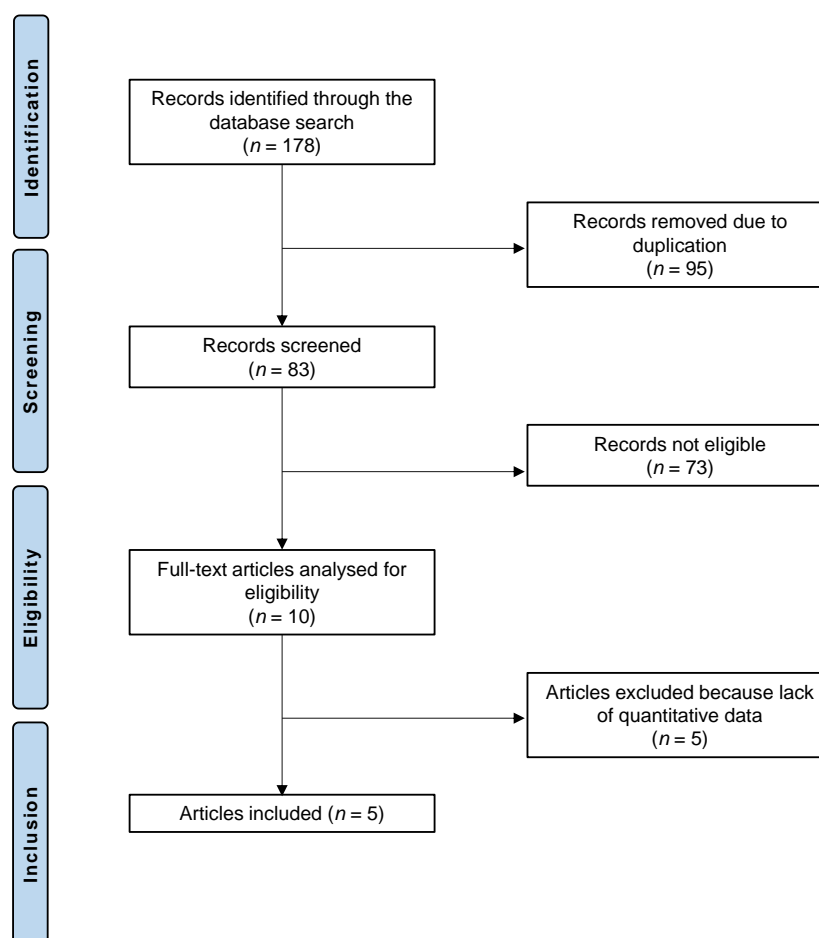 Identification
Records identified through the
database search
(n = 178)
Records removed due to
duplication
(n = 95)
Screening
Records screened
(n = 83)
Records not eligible
(n = 73)
Eligibility
Full-text articles analysed for
eligibility
(n = 10)
Articles excluded because lack
of quantitative data
(n = 5)
Inclusion
Articles included (n = 5)